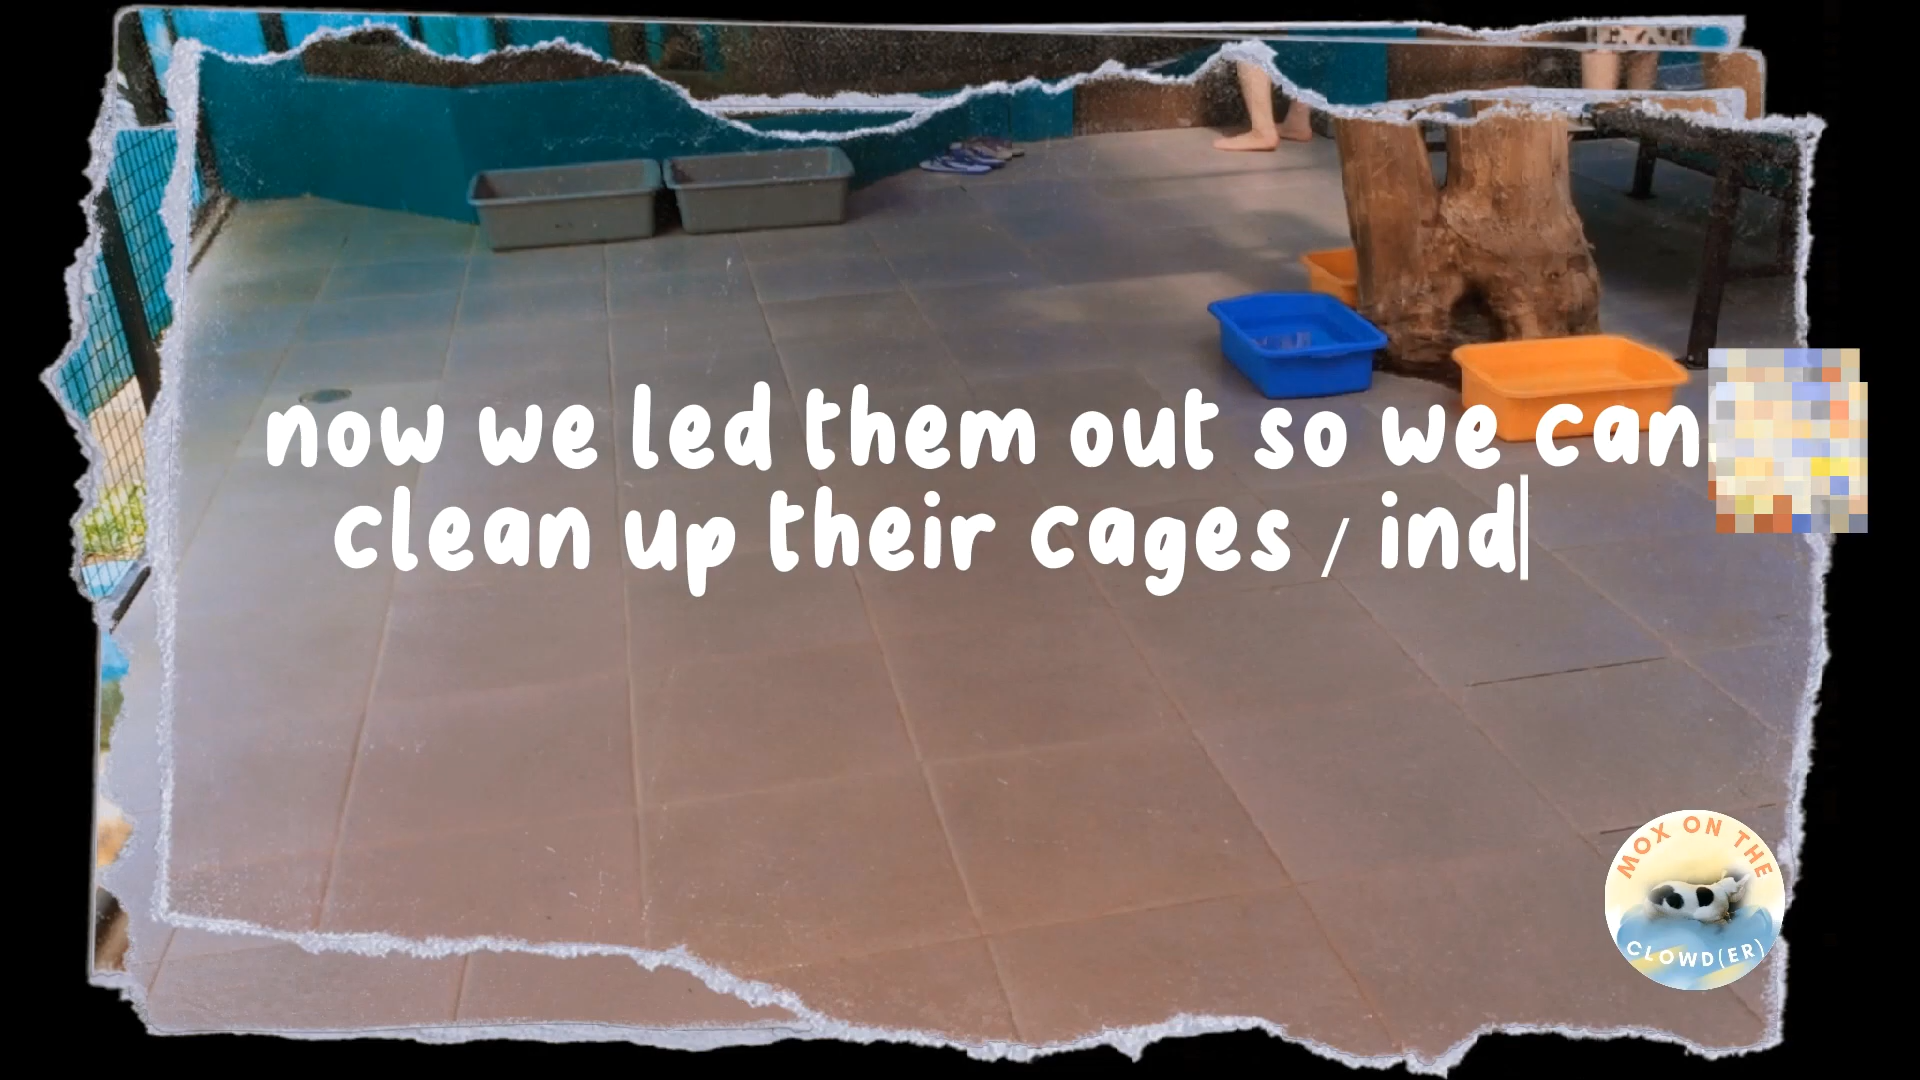 now we led them out so we can
clean up their cages / ind
MOX ON THE
CLOWD(ER)